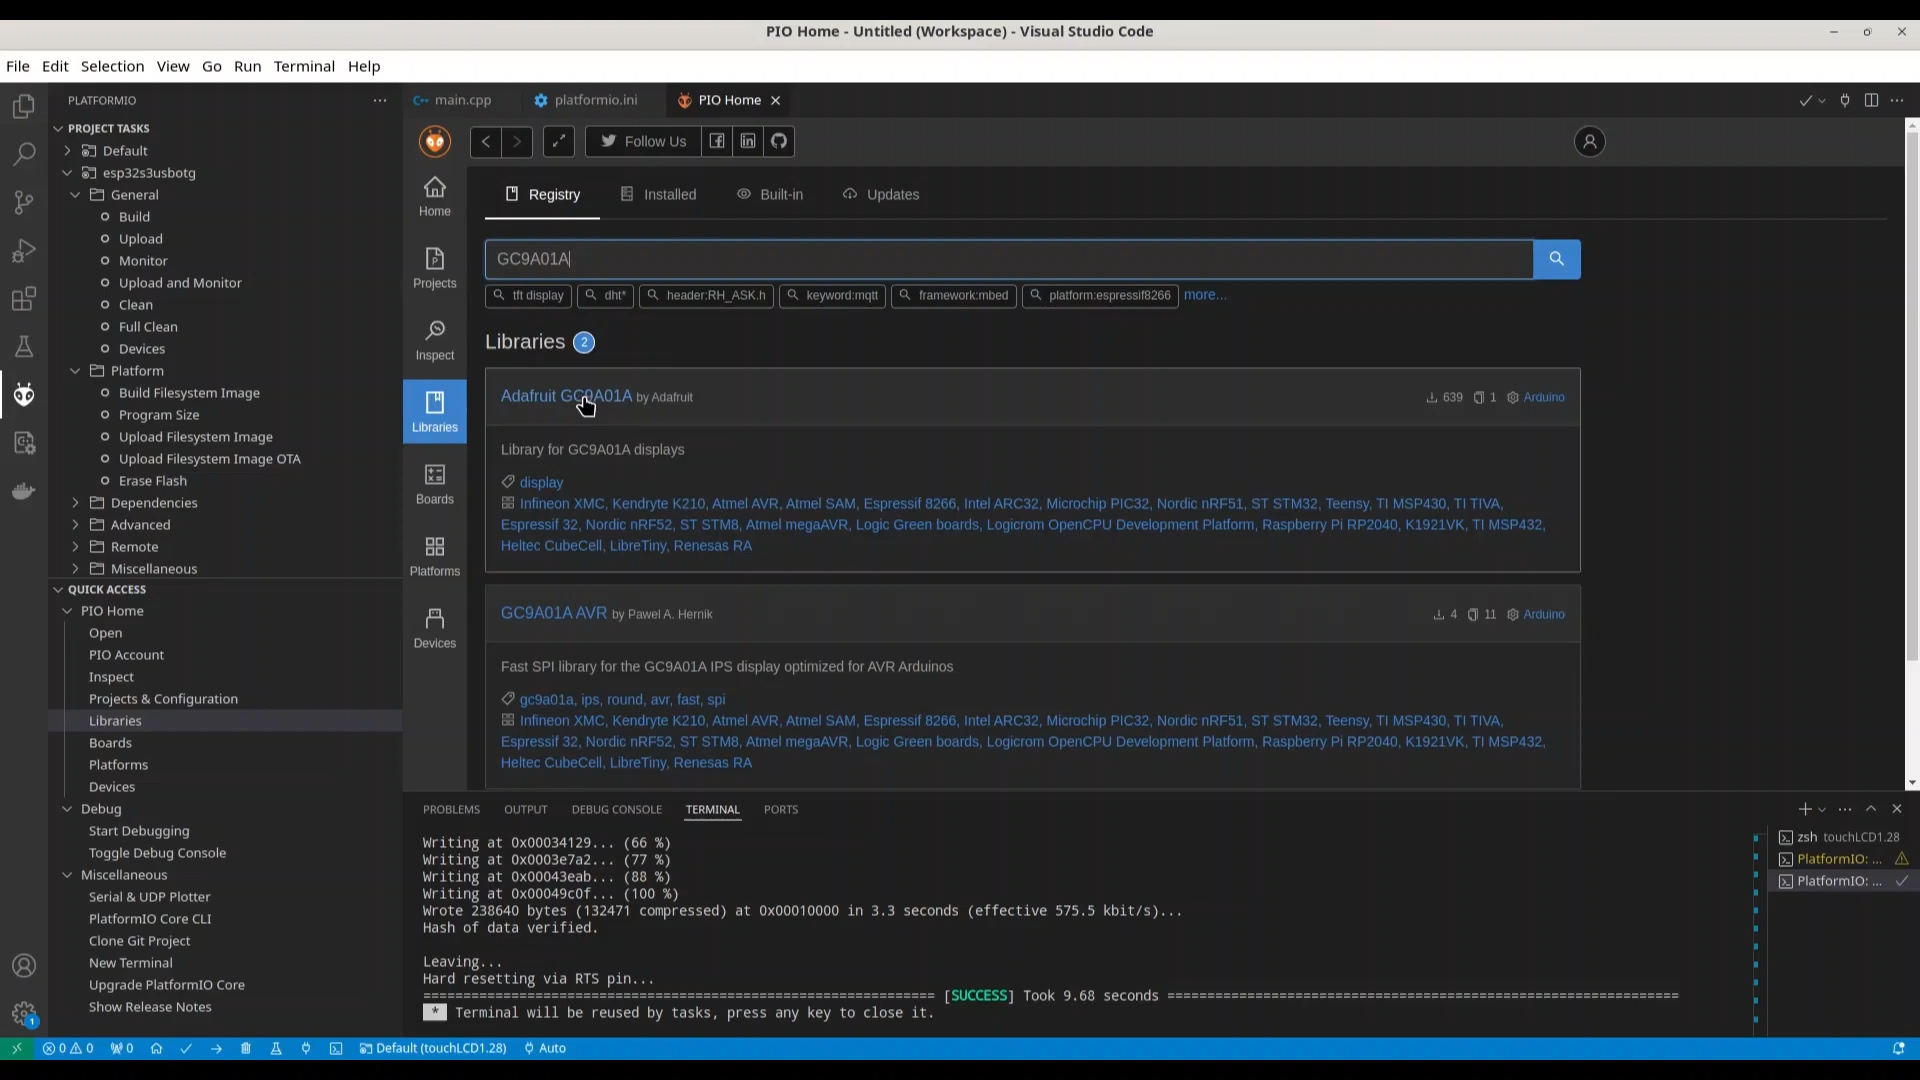 PIO Home - Untitled (Workspace) - Visual Studio Code
File Edit Selection View Go Run Terminal Help
PLATFORMIO
PROJECT TASKS
Default
esp32s3usbotg
General
Build
Upload
Monitor
Upload and Monitor
Clean
Full Clean
Devices
Platform
Build Filesystem Image
Program Size
Upload Filesystem Image
Upload Filesystem Image OTA
Erase Flash
Dependencies
Advanced
Remote
Miscellaneous
QUICK ACCESS
PIO Home
Open
PIO Account
Inspect
Projects & Configuration
Libraries
Boards
Platforms
Devices
Debug
Start Debugging
Toggle Debug Console
Miscellaneous
Serial & UDP Plotter
PlatformIO Core CLI
Clone Git Project
New Terminal
Upgrade PlatformIO Core
Show Release Notes
main.cpp platformio.ini PIO Home
Follow Us
Home
Projects
Inspect
Libraries
Boards
Platforms
Devices
Registry Installed Built-in Updates
GC9A01A
tft display dht* header:RH_ASK.h keyword:mqtt framework:mbed platform:espressif8266 more...
Libraries 2
Adafruit GC9A01A by Adafruit 639 1 Arduino
Library for GC9A01A displays
display
Infineon XMC, Kendryte K210, Atmel AVR, Atmel SAM, Espressif 8266, Intel ARC32, Microchip PIC32, Nordic nRF51, ST STM32, Teensy, TI MSP430, TI TIVA,
Espressif 32, Nordic nRF52, ST STM8, Atmel megaAVR, Logic Green boards, Logicrom OpenCPU Development Platform, Raspberry Pi RP2040, K1921VK, TI MSP432,
Heltec CubeCell, LibreTiny, Renesas RA
GC9A01A AVR by Pawel A. Hernik 4 11 Arduino
Fast SPI library for the GC9A01A IPS display optimized for AVR Arduinos
gc9a01a, ips, round, avr, fast, spi
Infineon XMC, Kendryte K210, Atmel AVR, Atmel SAM, Espressif 8266, Intel ARC32, Microchip PIC32, Nordic nRF51, ST STM32, Teensy, TI MSP430, TI TIVA,
Espressif 32, Nordic nRF52, ST STM8, Atmel megaAVR, Logic Green boards, Logicrom OpenCPU Development Platform, Raspberry Pi RP2040, K1921VK, TI MSP432,
Heltec CubeCell, LibreTiny, Renesas RA
PROBLEMS OUTPUT DEBUG CONSOLE TERMINAL PORTS
Writing at 0x00034129... (66 %)
Writing at 0x0003e7a2... (77 %)
Writing at 0x00043eab... (88 %)
Writing at 0x00049c0f... (100 %)
Wrote 238640 bytes (132471 compressed) at 0x00010000 in 3.3 seconds (effective 575.5 kbit/s)...
Hash of data verified.
Leaving...
Hard resetting via RTS pin...
[SUCCESS] Took 9.68 seconds
* Terminal will be reused by tasks, press any key to close it.
zsh touchLCD1.28
PlatformIO: ...
PlatformIO: ...
1
0 0 0 Default (touchLCD1.28) Auto